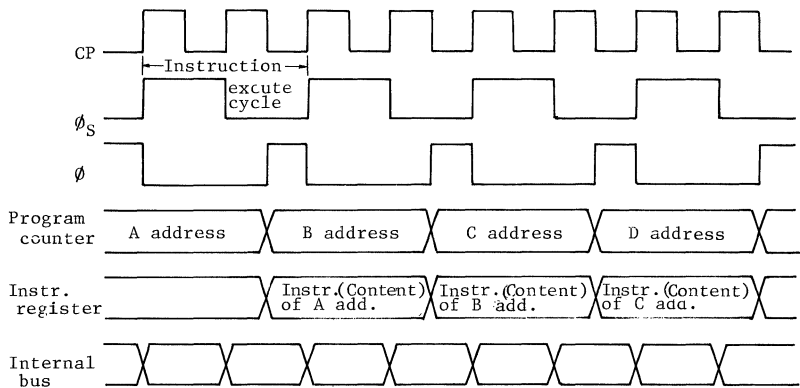 CP
Instruction
excute
cycle
ØS
Ø
Program
counter
A address
B address
C address
D address
Instr.
register
Instr.(Content)
of A add.
Instr.(Content)
of B add.
Instr.(Content)
of C add.
Internal
bus